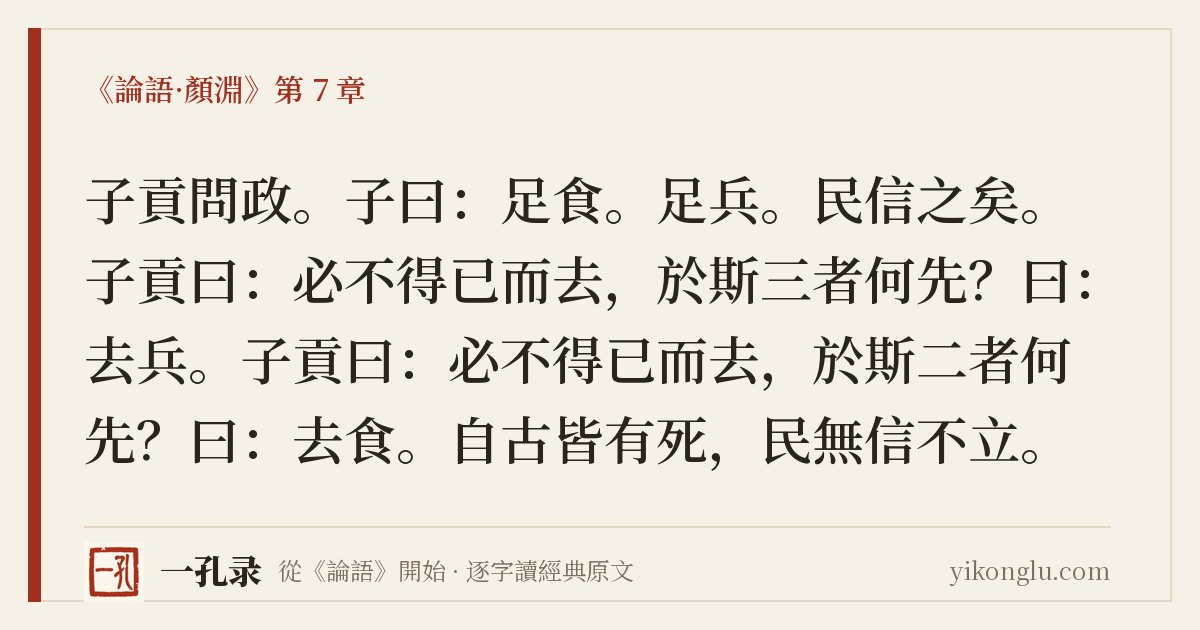 《論語·顏淵》第 7 章
子貢問政。子曰：足食。足兵。民信之矣。
子貢曰：必不得已而去，於斯三者何先？曰：
去兵。子貢曰：必不得已而去，於斯二者何
先？曰：去食。自古皆有死，民無信不立。
一孔
一孔录 從《論語》開始 · 逐字讀經典原文 yikonglu.com